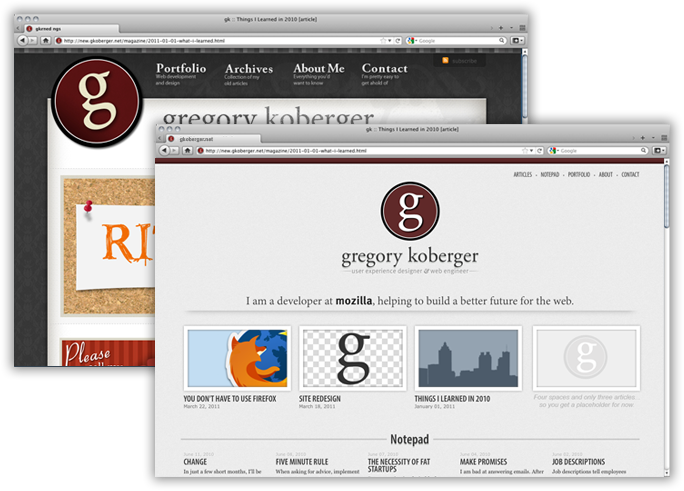 gk :: Things I Learned in 2010 [article]
http://new.gkoberger.net/magazine/2011-01-01-what-i-learned.html
Google
g
Portfolio
Web development
and design
Archives
Collection of my
old articles
About Me
Everything you'd
want to know
Contact
I'm pretty easy to
get ahold of
subscribe
gregory koberger
RI
Please
gk :: Things I Learned in 2010 [article]
gkoberger.net
http://new.gkoberger.net/magazine/2011-01-01-what-i-learned.html
Google
ARTICLES - NOTEPAD - PORTFOLIO - ABOUT - CONTACT
g
gregory koberger
user experience designer & web engineer
I am a developer at mozilla, helping to build a better future for the web.
g
g
YOU DON'T HAVE TO USE FIREFOX
March 22, 2011
SITE REDESIGN
March 18, 2011
THINGS I LEARNED IN 2010
January 01, 2011
Four spaces and only three articles...
so you get a placeholder for now.
Notepad
CHANGE
In just a few short months, I'll be
FIVE MINUTE RULE
When asking for advice, implement
THE NECESSITY OF FAT
STARTUPS
MAKE PROMISES
I am bad at answering emails. After
JOB DESCRIPTIONS
Job descriptions tell employees